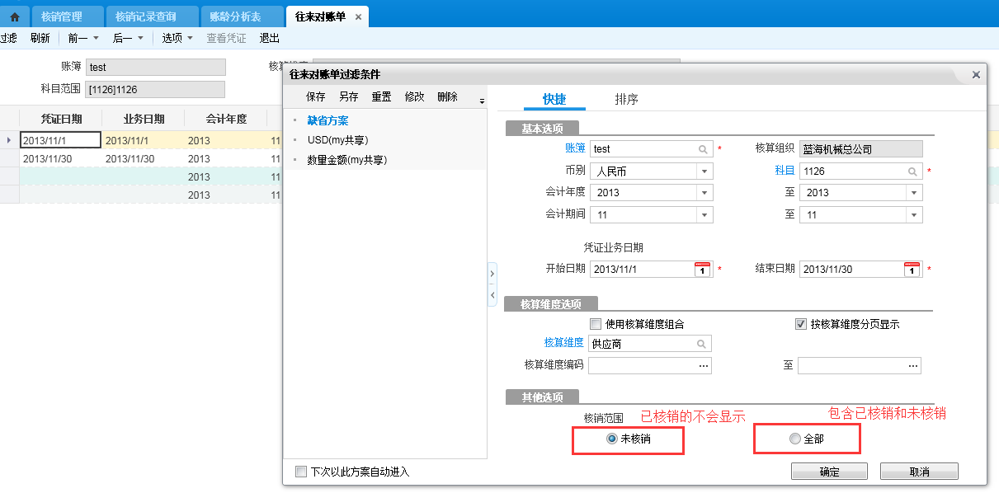 核销管理 核销记录查询 账龄分析表 往来对账单 ×
过滤 刷新 前一 后一 选项 查看凭证 退出
账簿 test
科目范围 [1126]1126
凭证日期 业务日期 会计年度
2013/11/1 2013/11/1 2013 11
2013/11/30 2013/11/30 2013 11
2013 11
2013 11
往来对账单过滤条件
保存 另存 重置 修改 删除
缺省方案
USD(my共享)
数量金额(my共享)
快捷 排序
基本选项
账簿 test * 核算组织 蓝海机械总公司
币别 人民币 科目 1126 *
会计年度 2013 至 2013
会计期间 11 至 11
凭证业务日期
开始日期 2013/11/1 1 * 结束日期 2013/11/30 1 *
核算维度选项
使用核算维度组合 按核算维度分页显示
核算维度 供应商
核算维度编码 ... 至 ...
其他选项
核销范围 已核销的不会显示 包含已核销和未核销
未核销 全部
下次以此方案自动进入 确定 取消